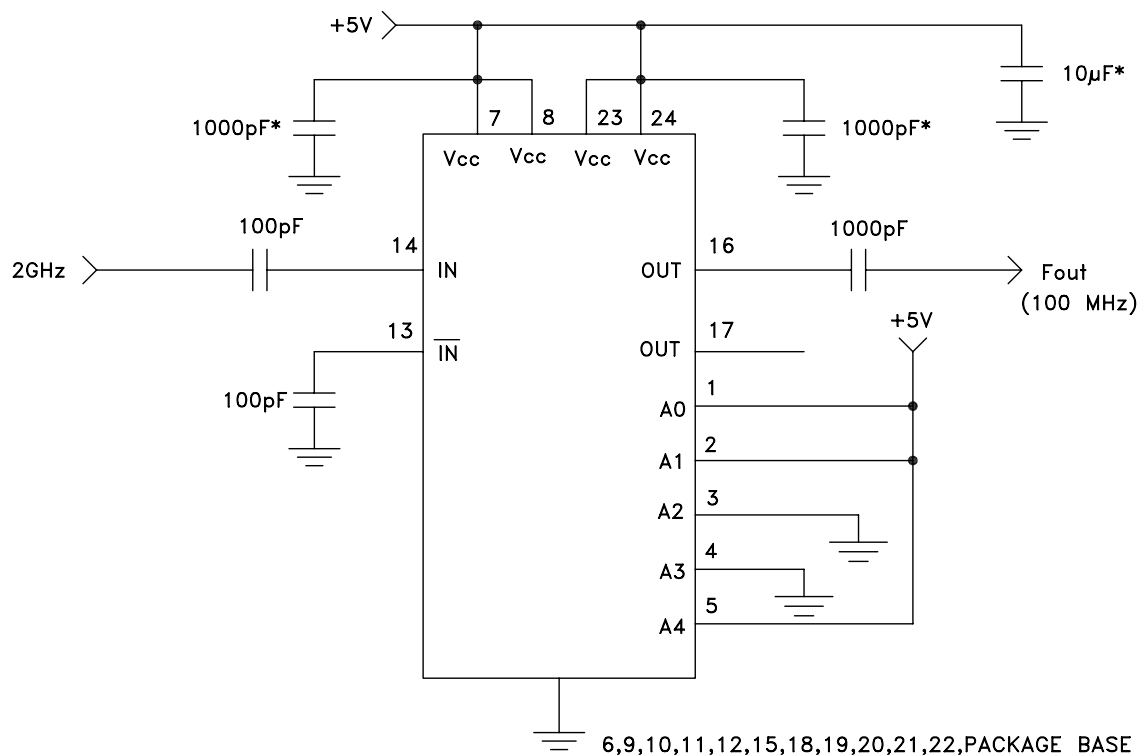 +5V
10µF*
1000pF*
7
8
23
24
1000pF*
Vcc
Vcc
Vcc
Vcc
100pF
14
16
1000pF
2GHz
IN
OUT
Fout
(100 MHz)
13
17
+5V
IN
OUT
100pF
1
A0
2
A1
3
A2
4
A3
5
A4
6,9,10,11,12,15,18,19,20,21,22,PACKAGE BASE